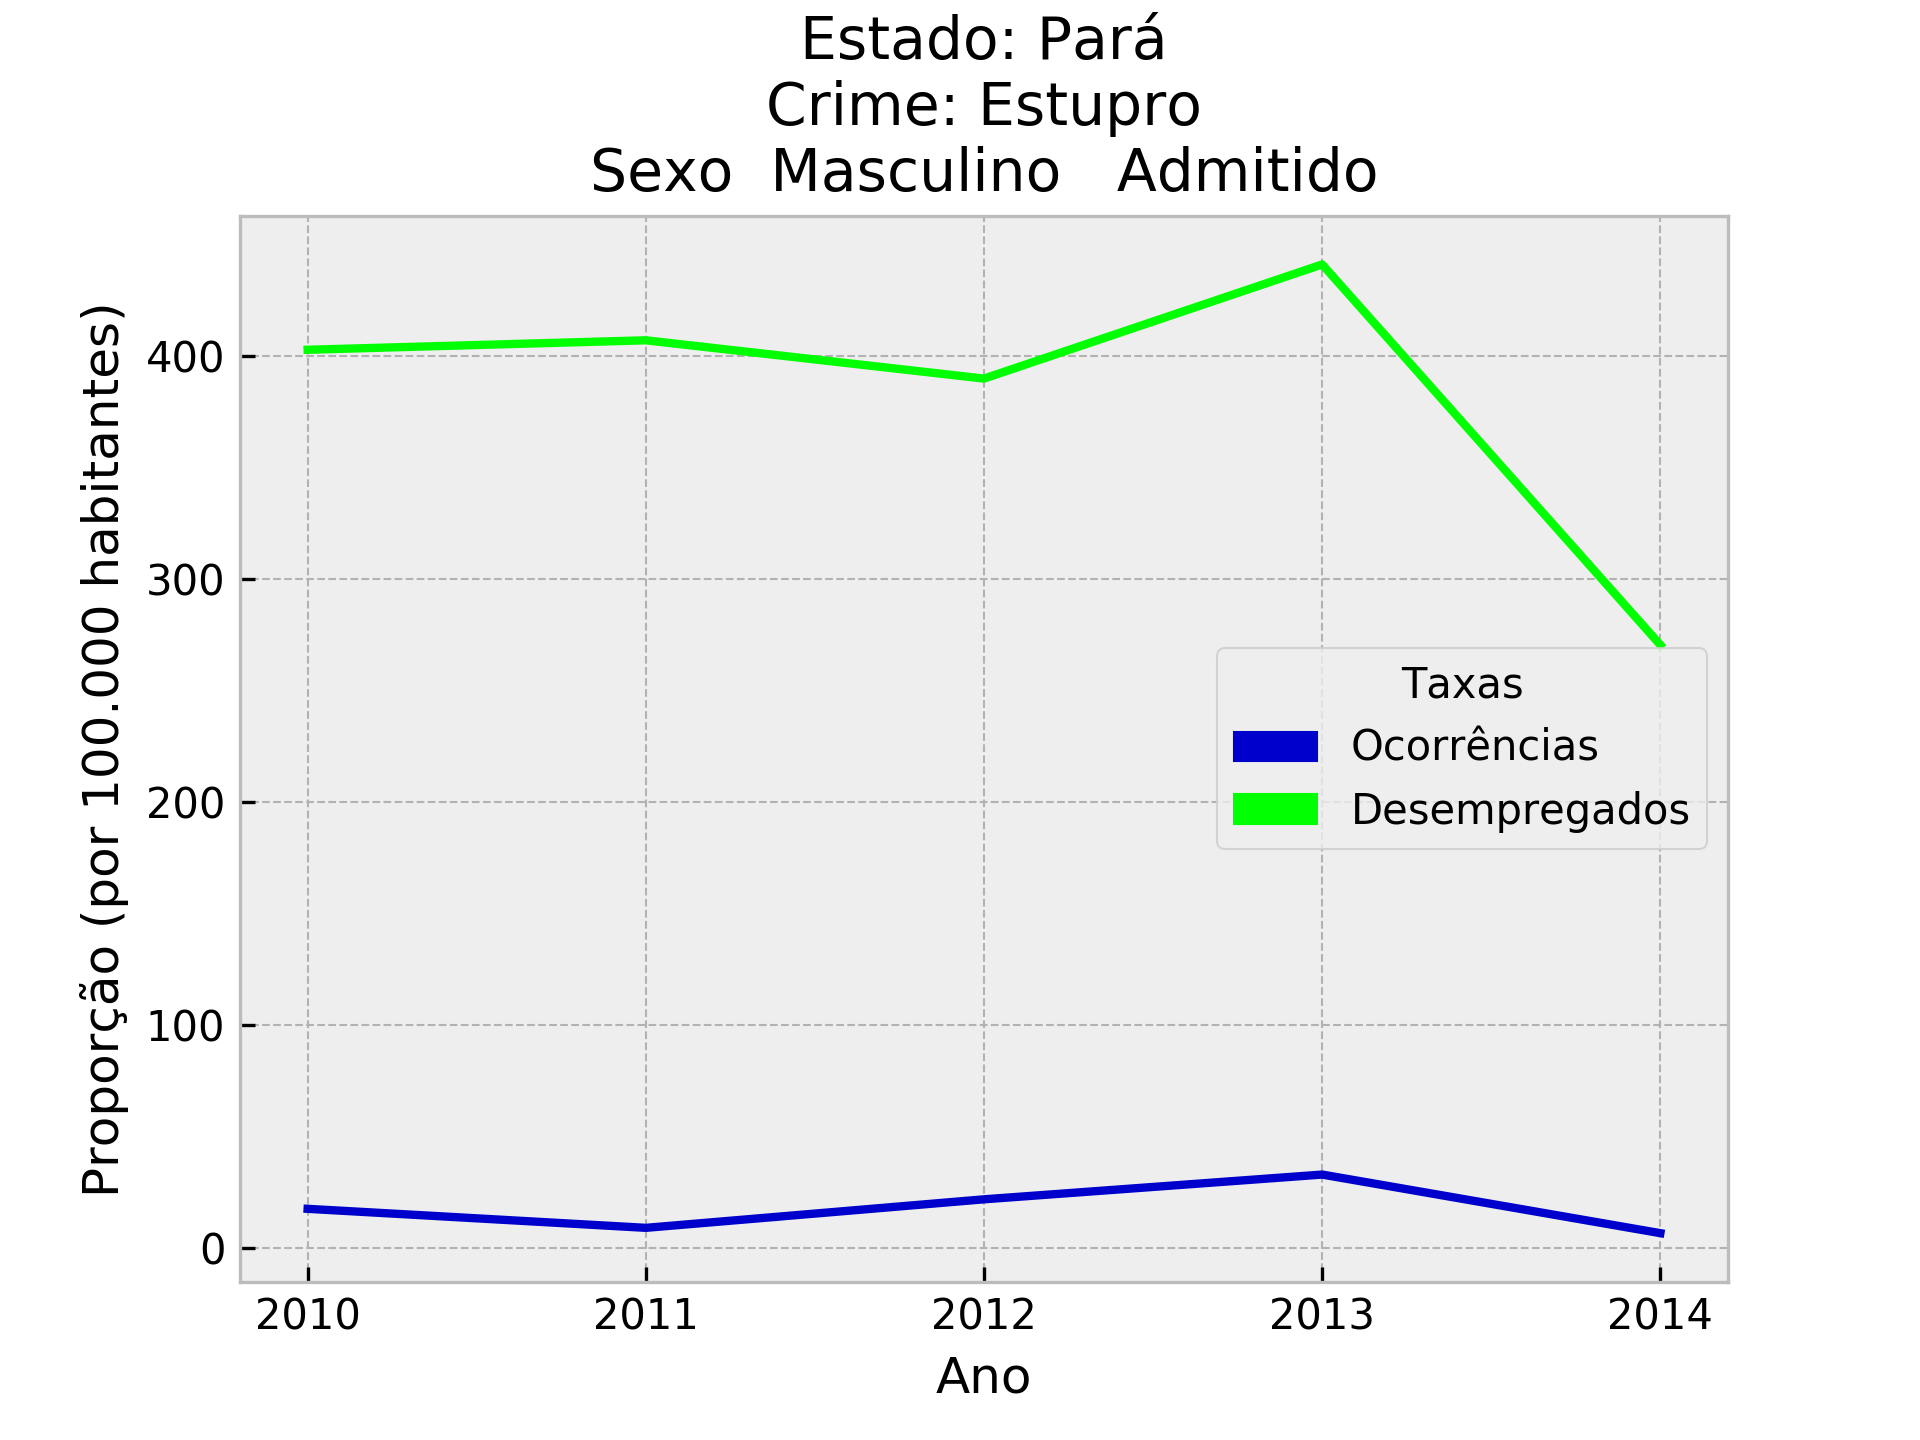 Estado: Pará
Crime: Estupro
Sexo  Masculino   Admitido
Proporção (por 100.000 habitantes)
400
300
200
100
0
Taxas
Ocorrências
Desempregados
2010 2011 2012 2013 2014
Ano